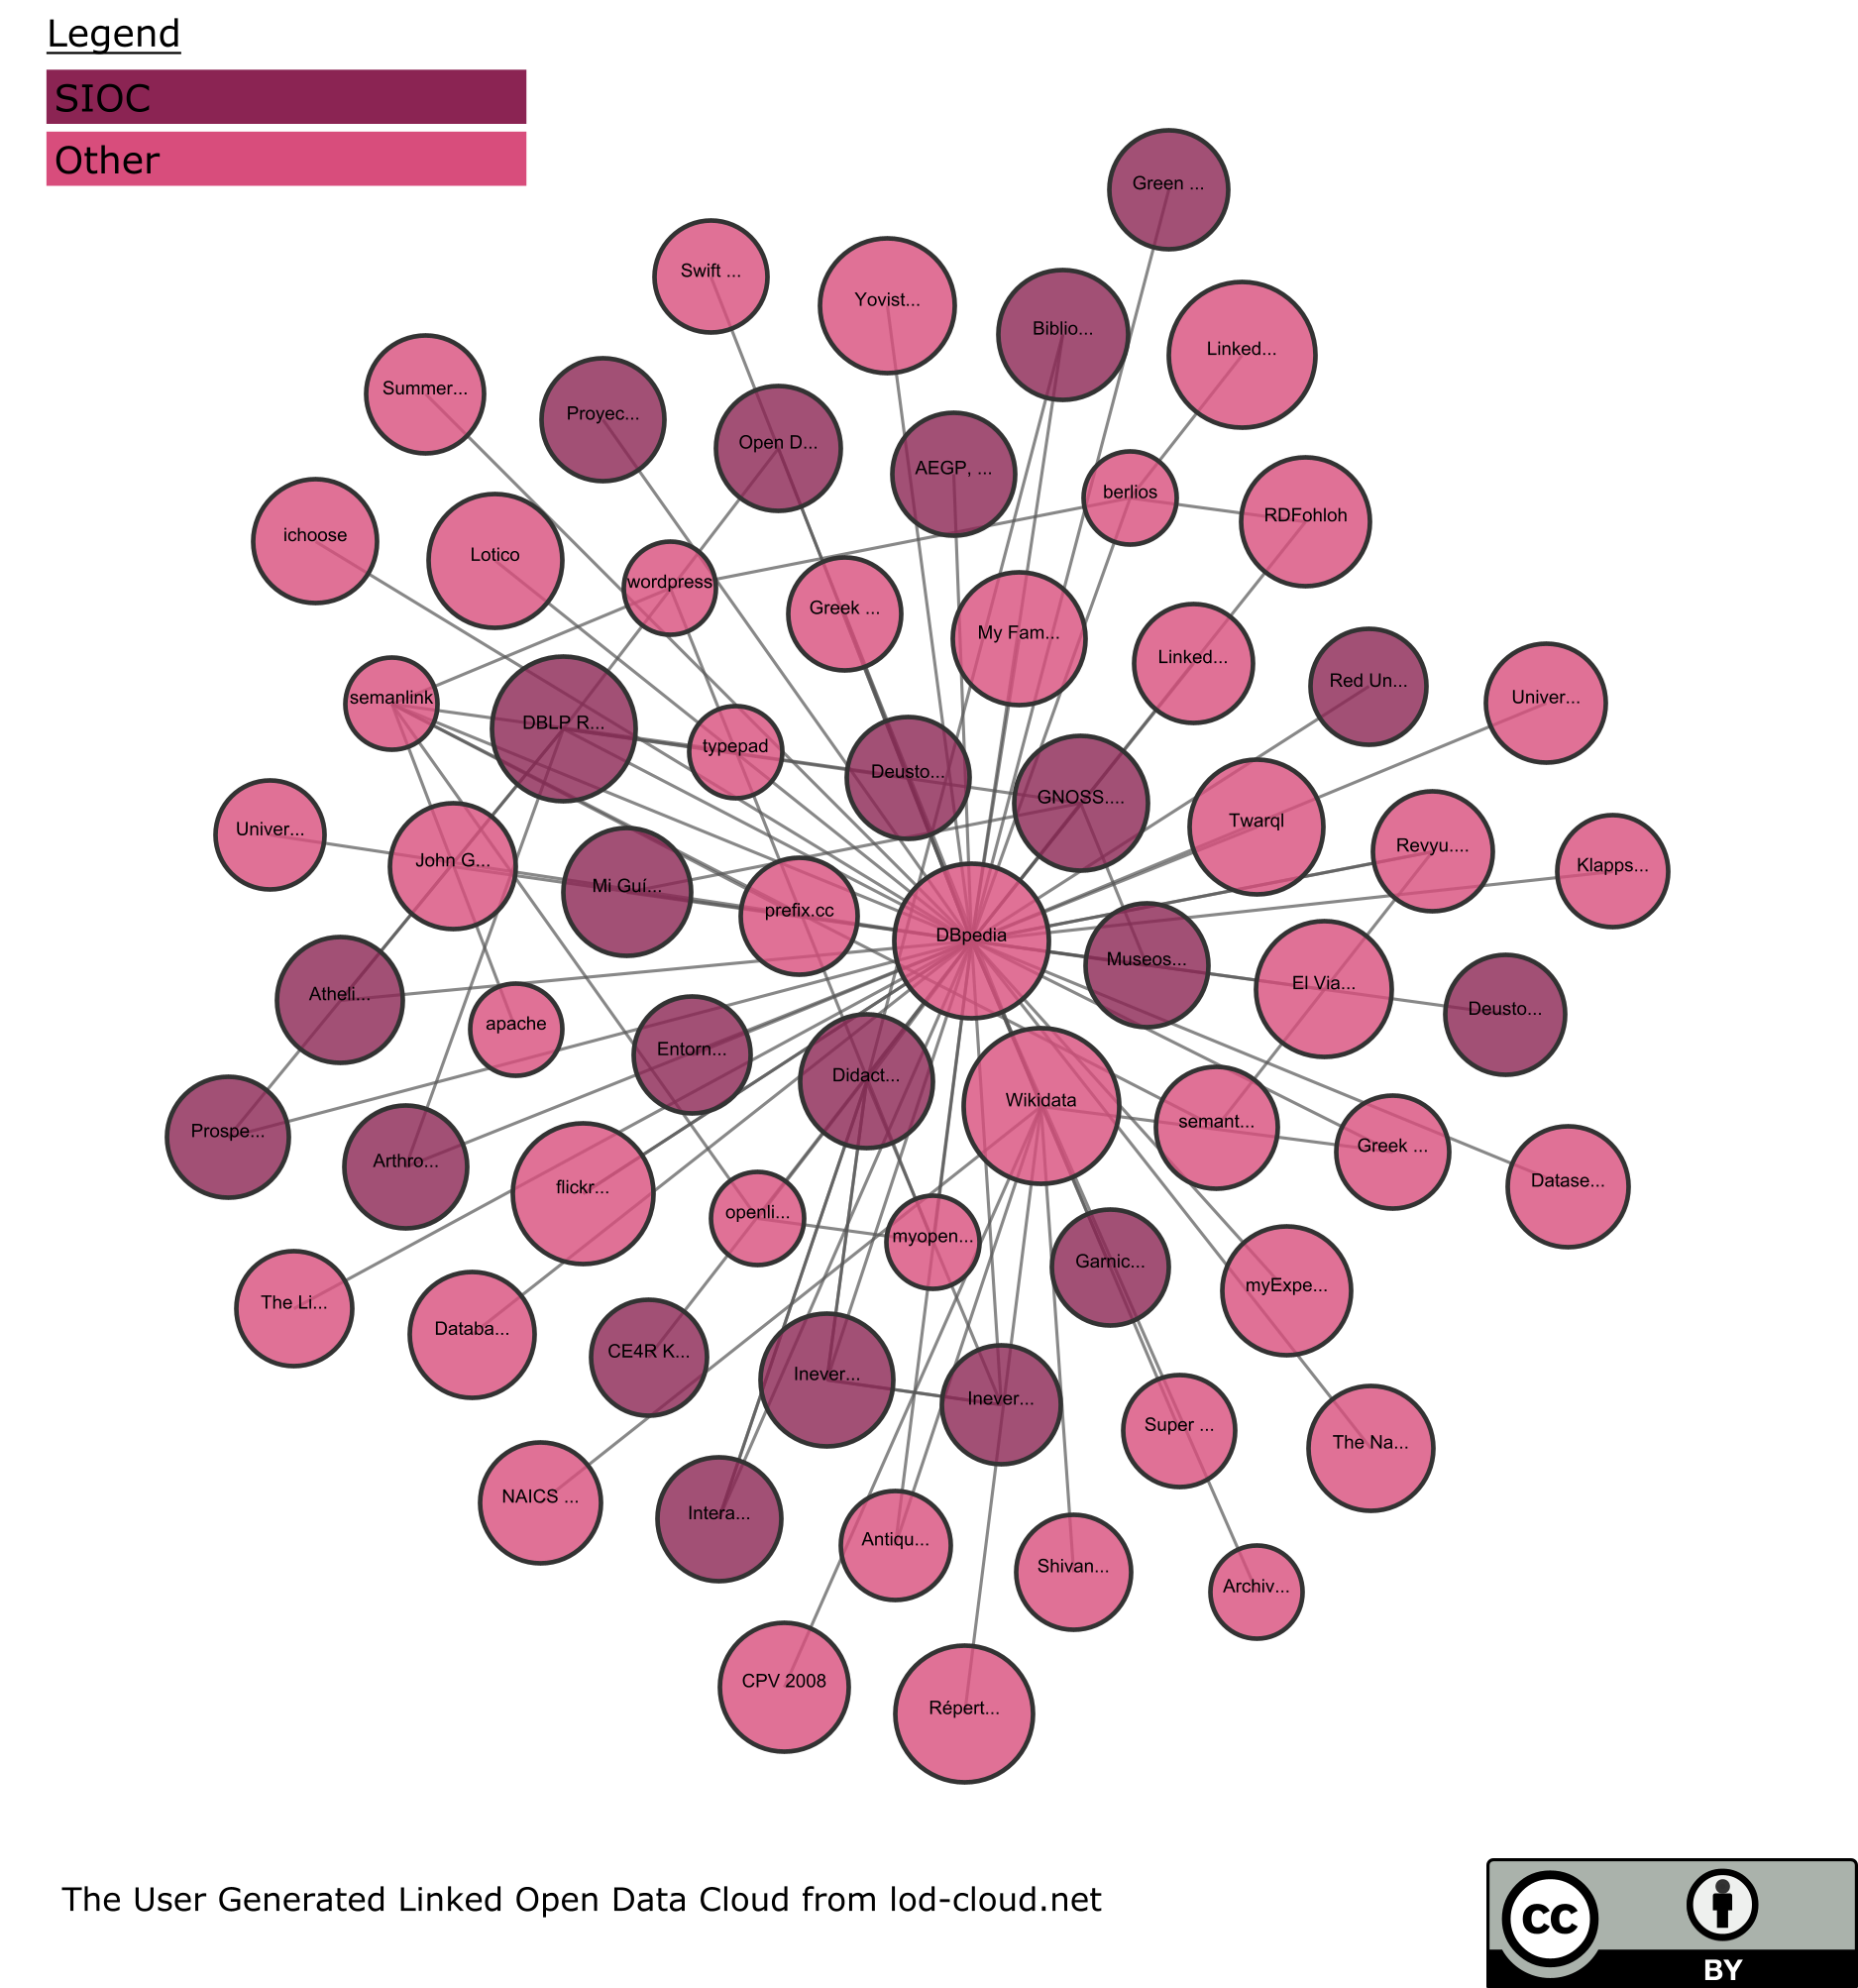 Legend
SIOC
Other
Green ...
Swift ...
Yovist...
Biblio...
Linked...
Summer...
Proyec...
Open D...
AEGP, ...
berlios
RDFohloh
ichoose
Lotico
wordpress
Greek ...
My Fam...
Linked...
Red Un...
Univer...
semanlink
DBLP R...
typepad
Deusto...
GNOSS....
Twarql
Revyu....
Klapps...
Univer...
John G...
Mi Guí...
prefix.cc
DBpedia
Museos...
El Via...
Deusto...
Atheli...
apache
Entorn...
Didact...
Wikidata
semant...
Greek ...
Datase...
Prospe...
Arthro...
flickr...
openli...
myopen...
Garnic...
myExpe...
The Li...
Databa...
CE4R K...
Inever...
Inever...
Super ...
The Na...
NAICS ...
Intera...
Antiqu...
Shivan...
Archiv...
CPV 2008
Répert...
The User Generated Linked Open Data Cloud from lod-cloud.net
cc
BY